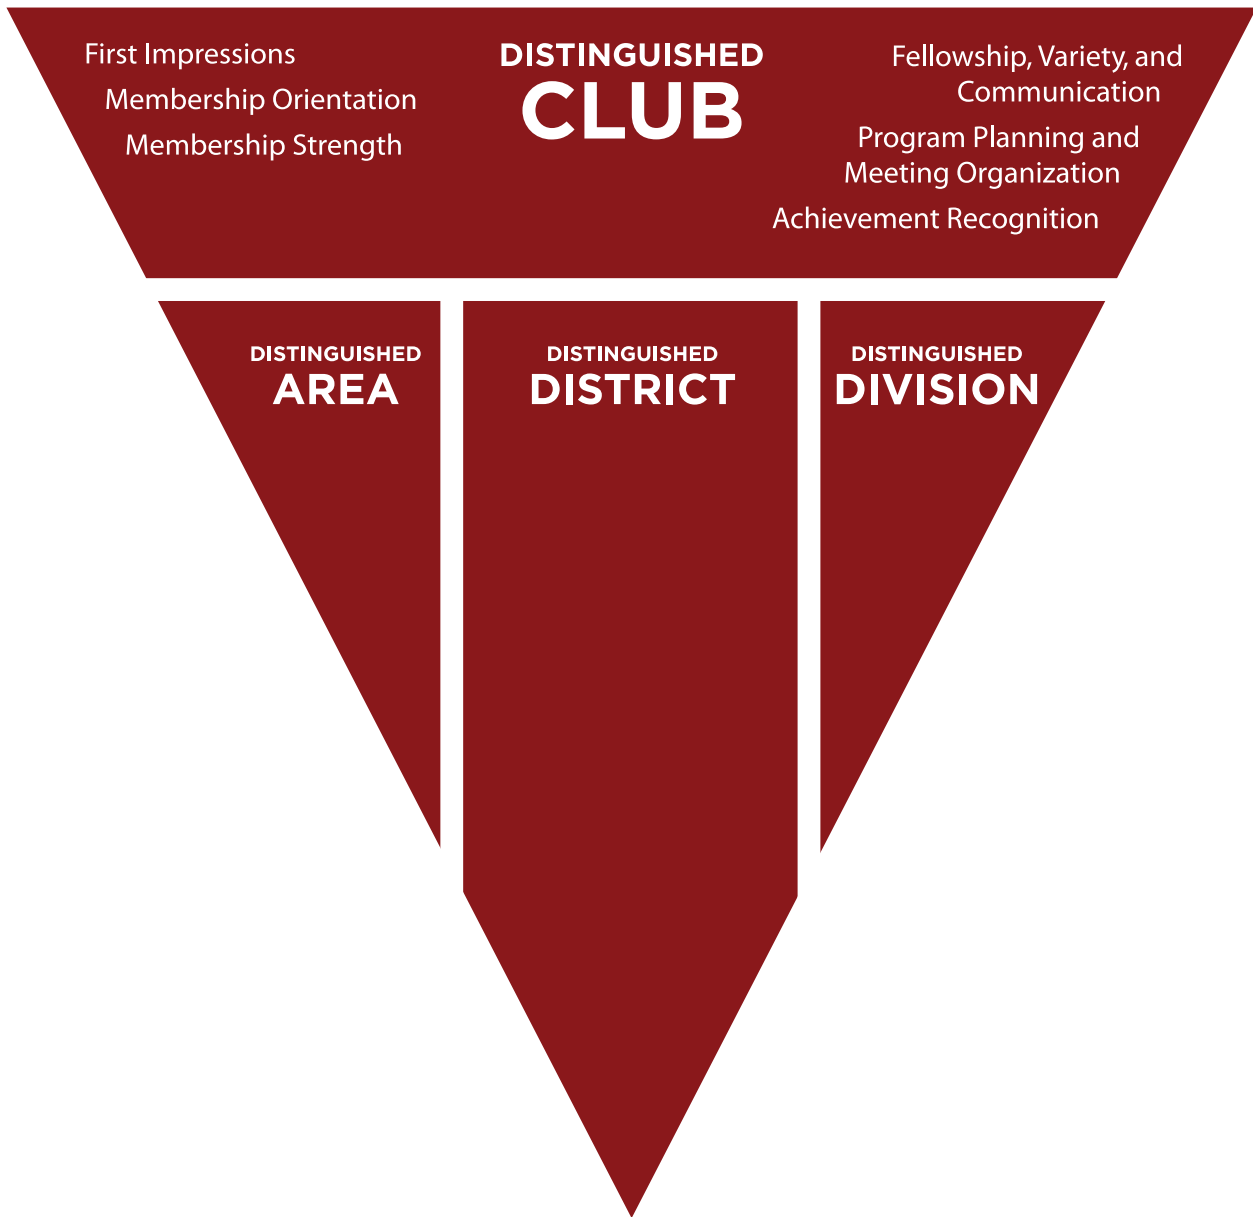 First Impressions
Membership Orientation
Membership Strength
DISTINGUISHED
CLUB
Fellowship, Variety, and
Communication
Program Planning and
Meeting Organization
Achievement Recognition
DISTINGUISHED
AREA
DISTINGUISHED
DISTRICT
DISTINGUISHED
DIVISION